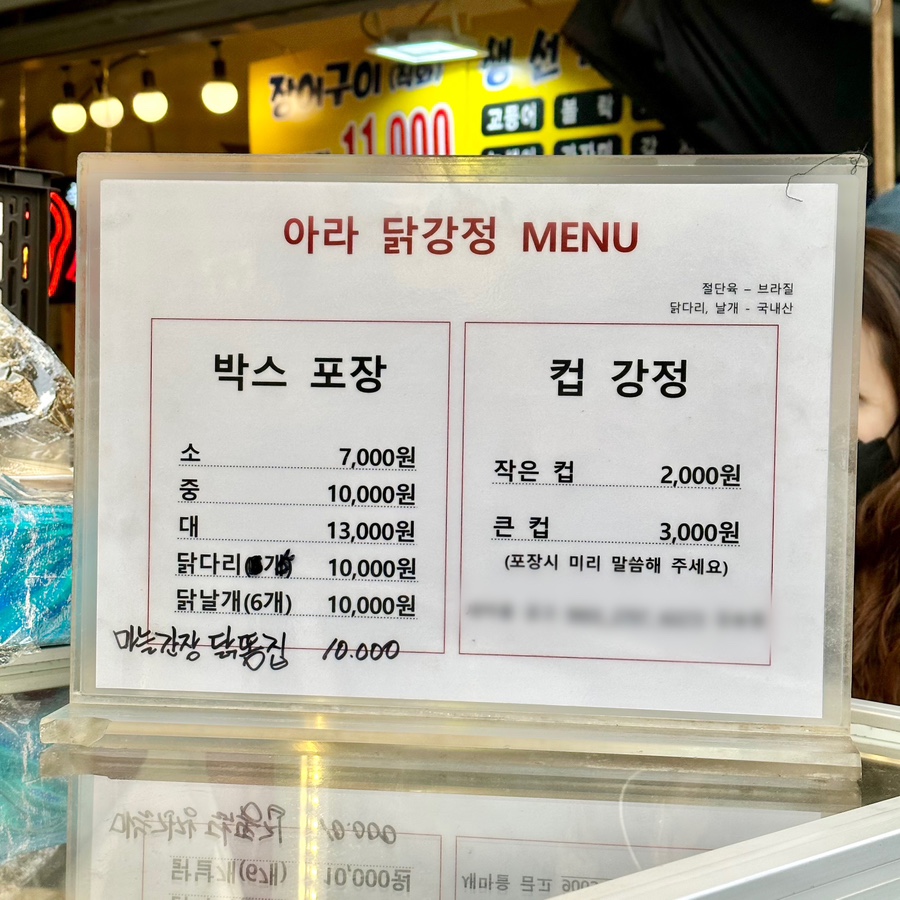 장어구이
11,000
생선
고등어
아라 닭강정 MENU
절단육 – 브라질
닭다리, 날개 - 국내산
박스 포장
소 7,000원
중 10,000원
대 13,000원
닭다리 10,000원
닭날개(6개) 10,000원
마늘간장 닭똥집 10.000
컵 강정
작은 컵 2,000원
큰 컵 3,000원
(포장시 미리 말씀해 주세요)